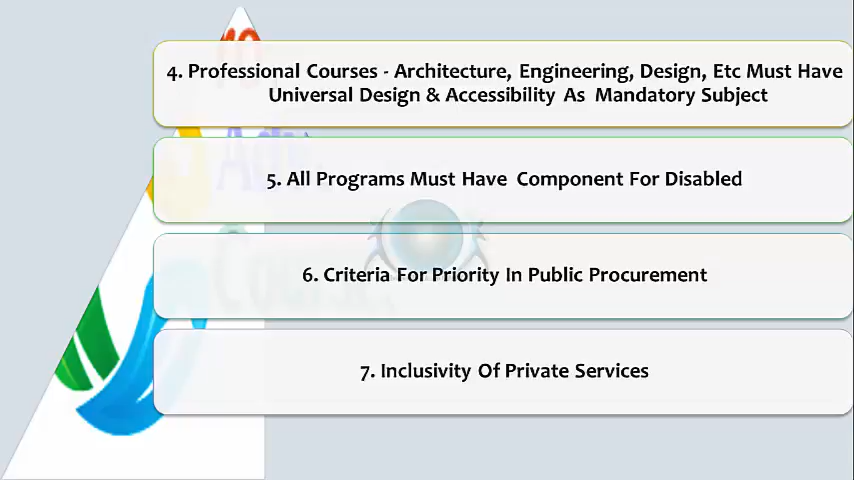 4. Professional Courses - Architecture, Engineering, Design, Etc Must Have
Universal Design & Accessibility As Mandatory Subject
5. All Programs Must Have Component For Disabled
6. Criteria For Priority In Public Procurement
7. Inclusivity Of Private Services